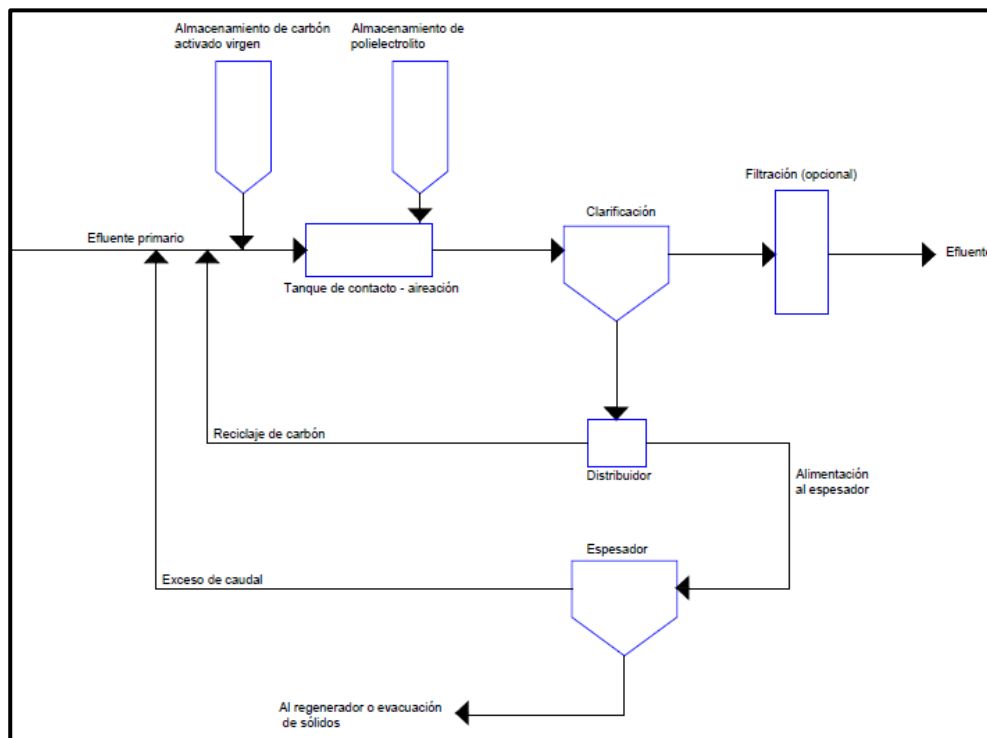 Almacenamiento de carbón
activado virgen
Almacenamiento de
polielectrolito
Filtración (opcional)
Clarificación
Efluente primario
Efluente
Tanque de contacto - aireación
Reciclaje de carbón
Distribuidor
Alimentación
al espesador
Espesador
Exceso de caudal
Al regenerador o evacuación
de sólidos